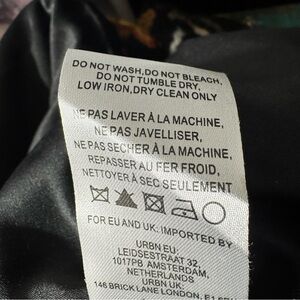 DO NOT WASH,DO NOT BLEACH,
DO NOT TUMBLE DRY,
LOW IRON,DRY CLEAN ONLY
NE PAS LAVER À LA MACHINE,
NE PAS JAVELLISER,
NE PAS SECHER À LA MACHINE,
REPASSER AU FER FROID,
NETTOYER À SEC SEULEMENT
FOR EU AND UK, IMPORTED BY
URBN EU:
LEIDSESTRAAT 32,
1017PB, AMSTERDAM,
NETHERLANDS
URBN UK:
146 BRICK LANE LONDON,